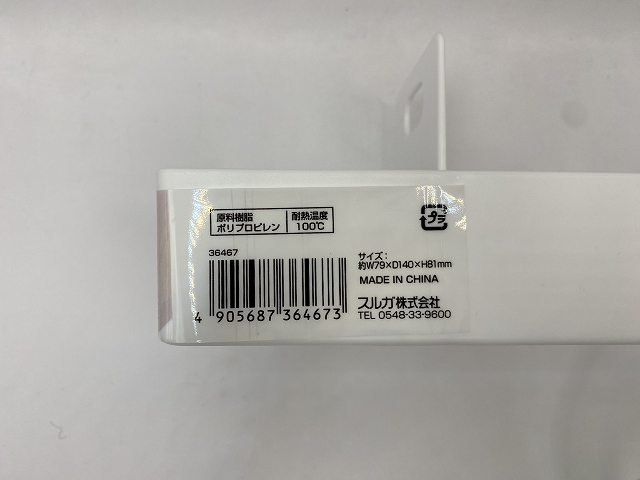 原料樹脂 耐熱温度
ポリプロピレン 100℃
プラ
36467
サイズ：
約W79×D140×H81mm
MADE IN CHINA
スルガ株式会社
TEL 0548-33-9600
4 905687 364673